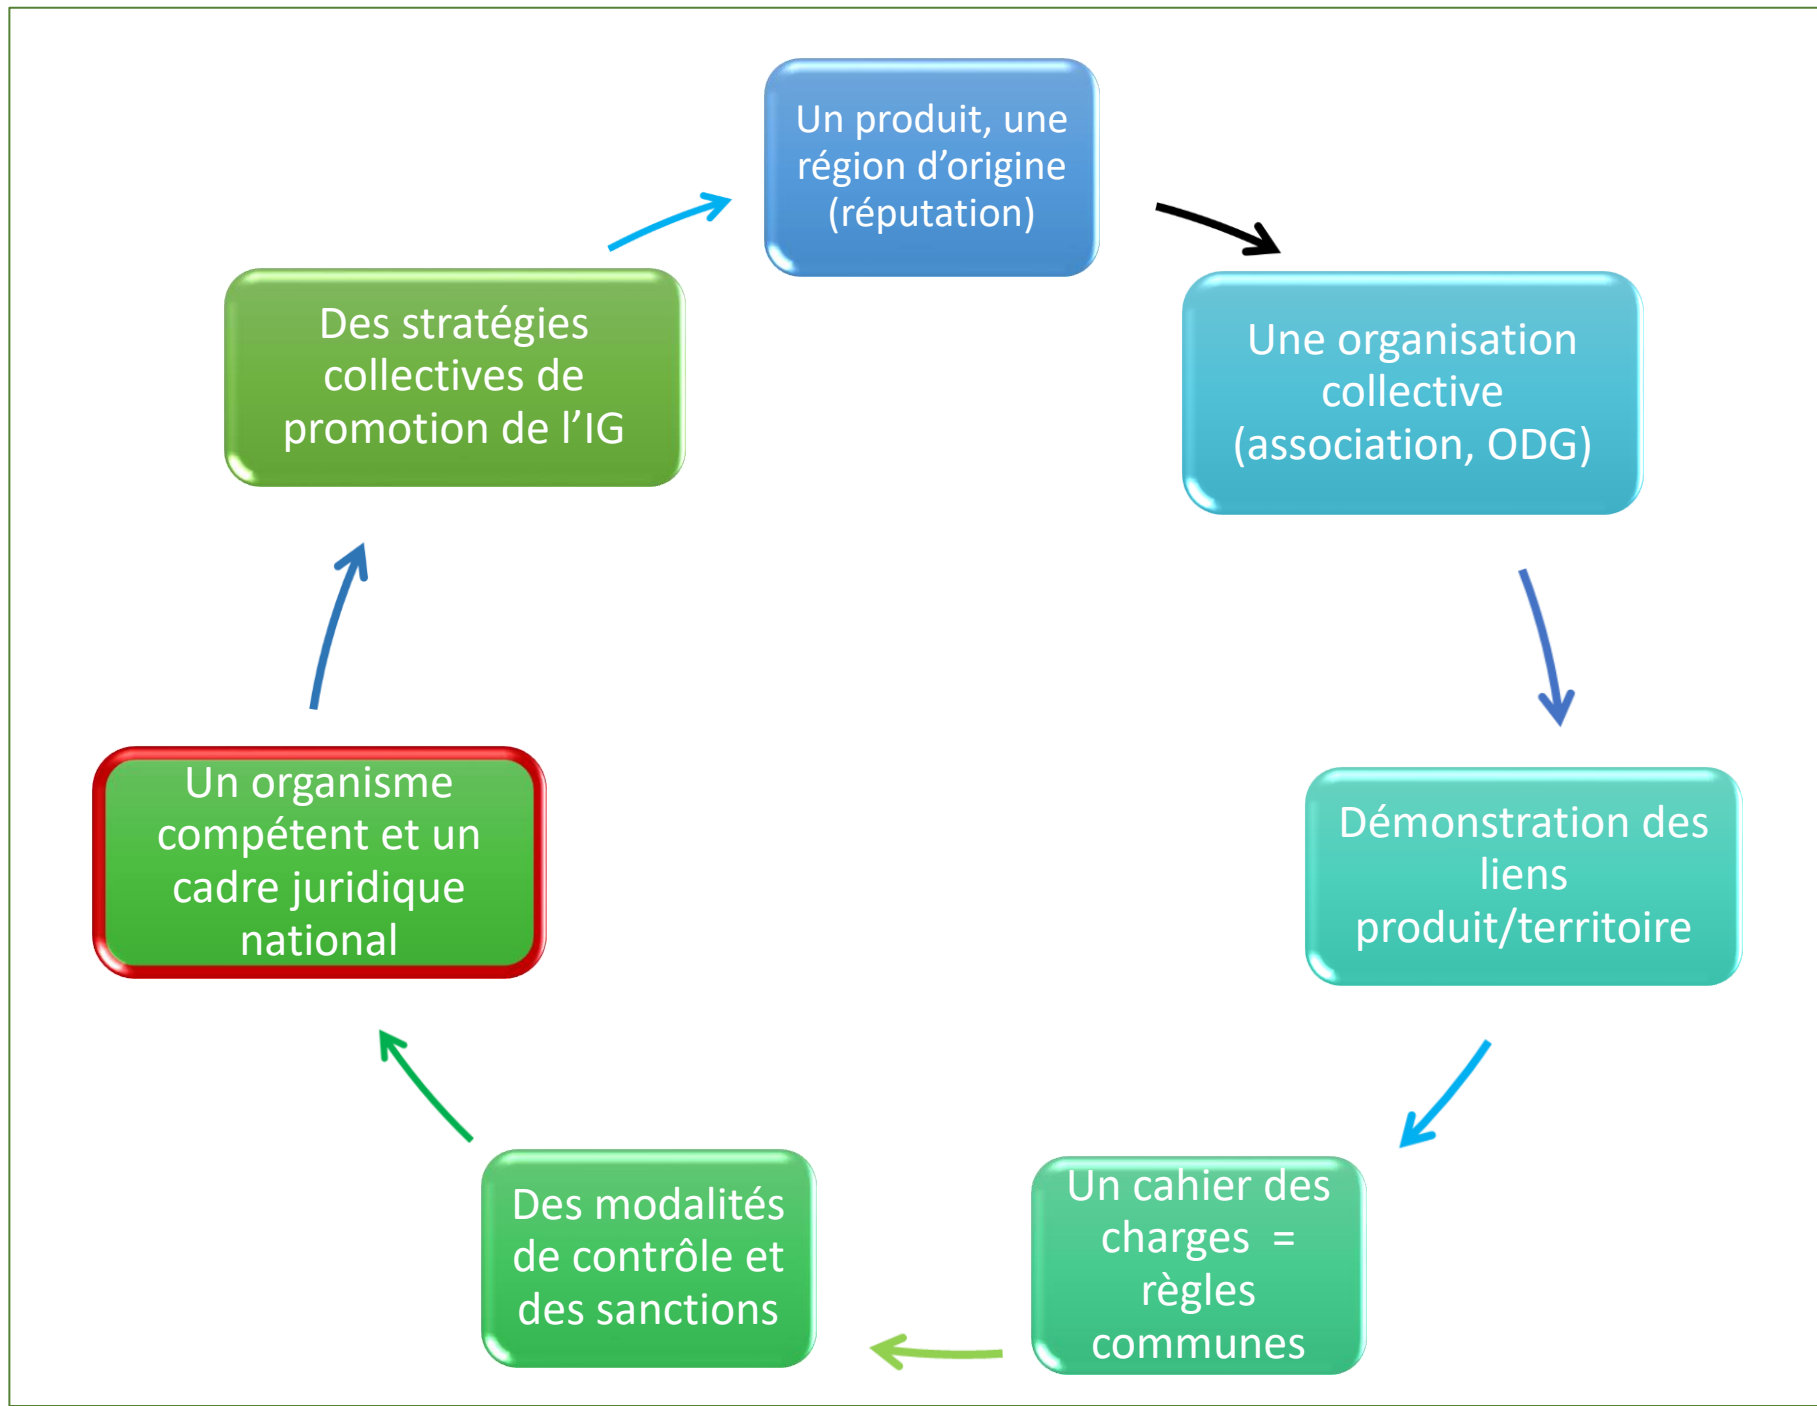 Un produit, une
région d’origine
(réputation)
Une organisation
collective
(association, ODG)
Démonstration des
liens
produit/territoire
Un cahier des
charges  =
règles
communes
Des modalités
de contrôle et
des sanctions
Un organisme
compétent et un
cadre juridique
national
Des stratégies
collectives de
promotion de l’IG